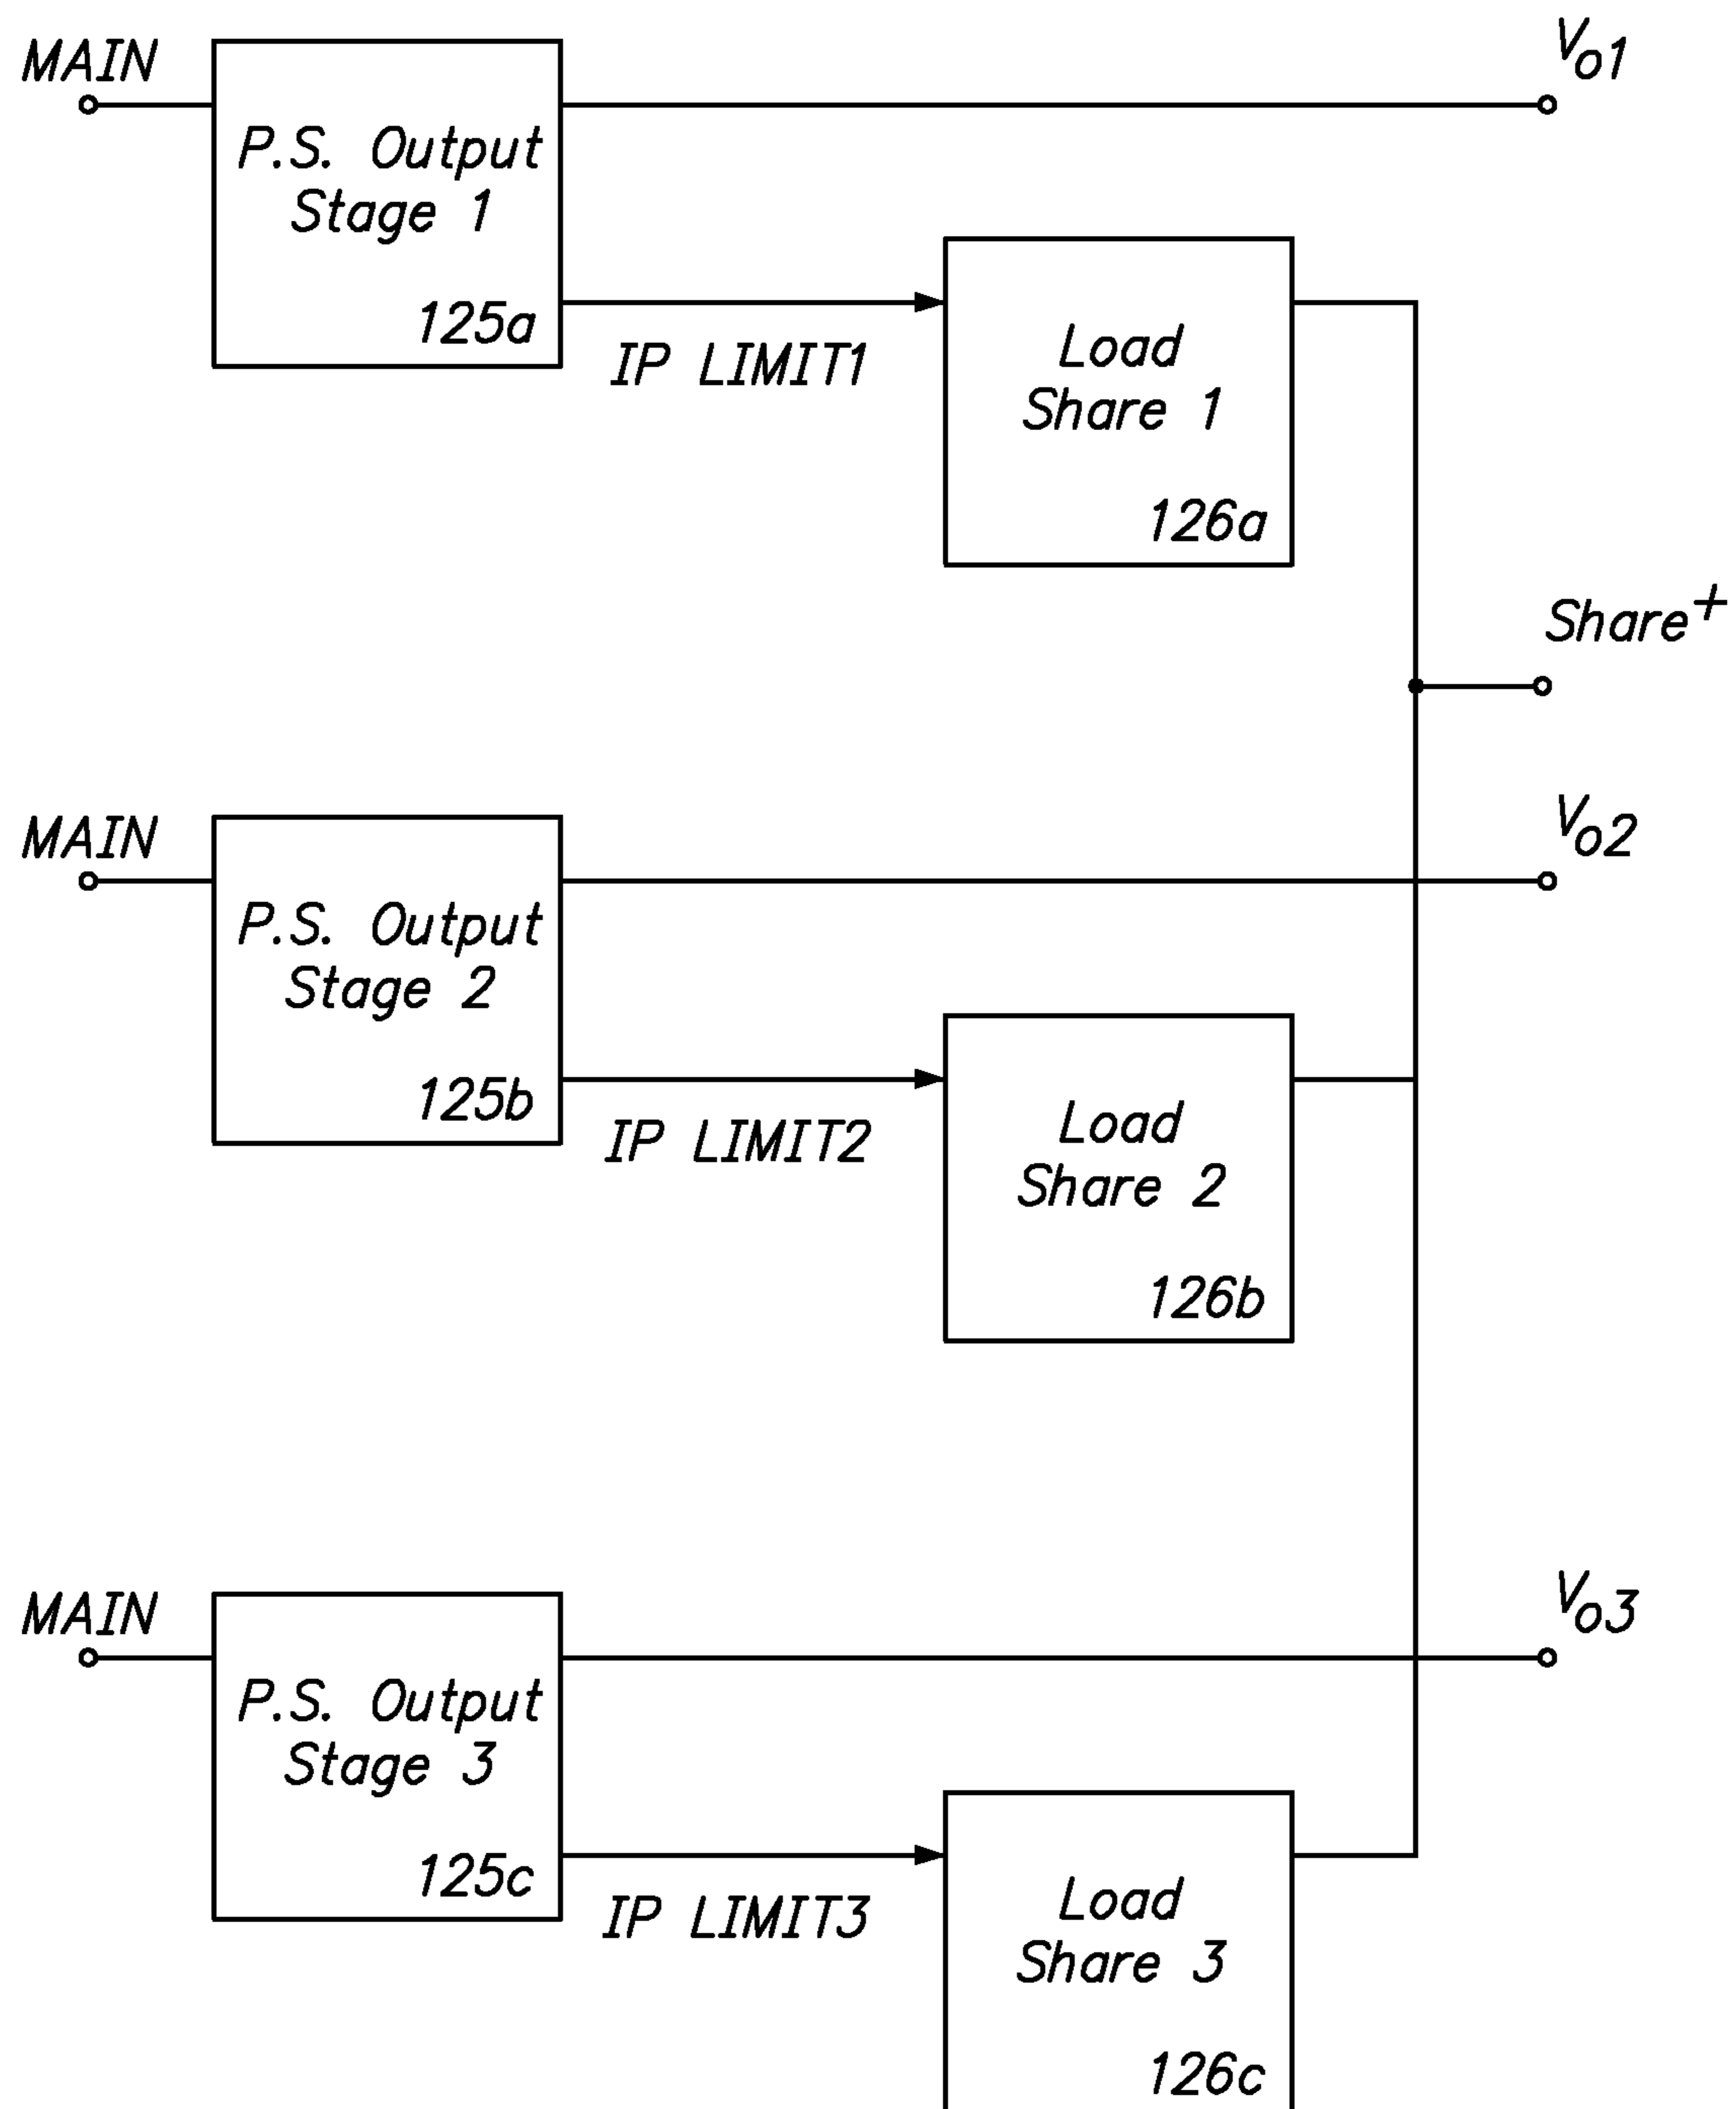 MAIN
P.S. Output
Stage 1
125a
IP LIMIT1
Load
Share 1
126a
Vo1
Share+
MAIN
P.S. Output
Stage 2
125b
IP LIMIT2
Load
Share 2
126b
Vo2
MAIN
P.S. Output
Stage 3
125c
IP LIMIT3
Load
Share 3
126c
Vo3